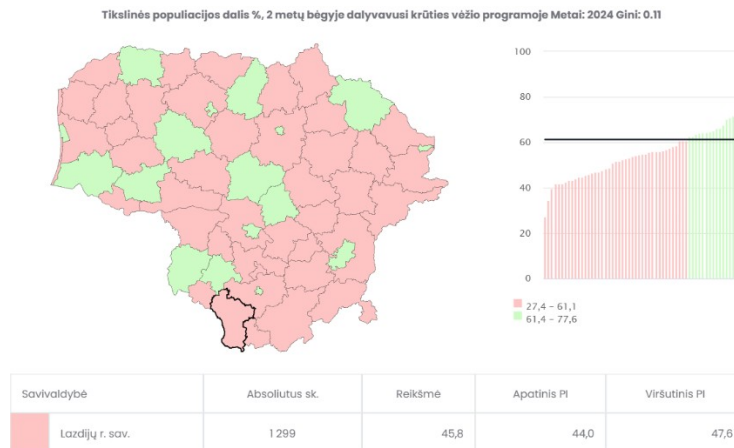 Tikslinės populiacijos dalis %, 2 metų bėgyje dalyvavusi krūties vėžio programoje Metai: 2024 Gini: 0.11
100
80
60
40
20
0
27,4 – 61,1
61,4 – 77,6
Savivaldybė Absoliutus sk. Reikšmė Apatinis PI Viršutinis PI
Lazdijų r. sav. 1 299 45,8 44,0 47,6